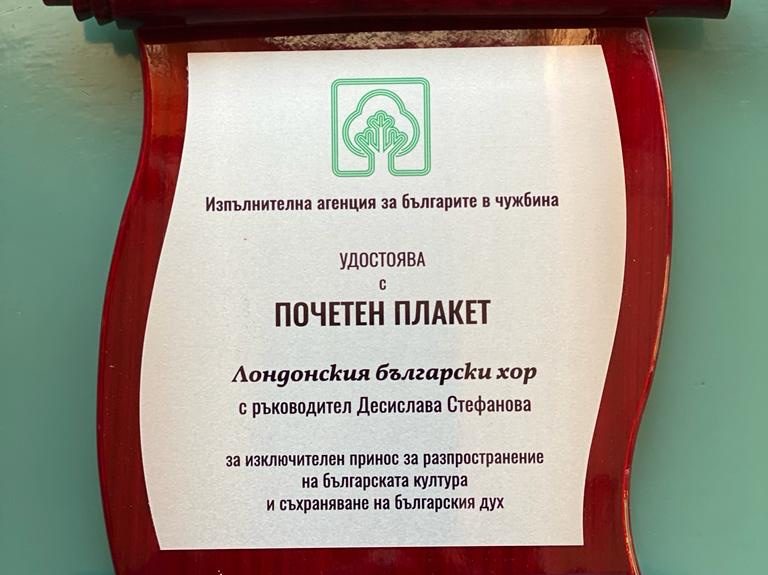 Изпълнителна агенция за българите в чужбина
УДОСТОЯВА
с
ПОЧЕТЕН ПЛАКЕТ
Лондонския български хор
с ръководител Десислава Стефанова
за изключителен принос за разпространение
на българската култура
и съхраняване на българския дух